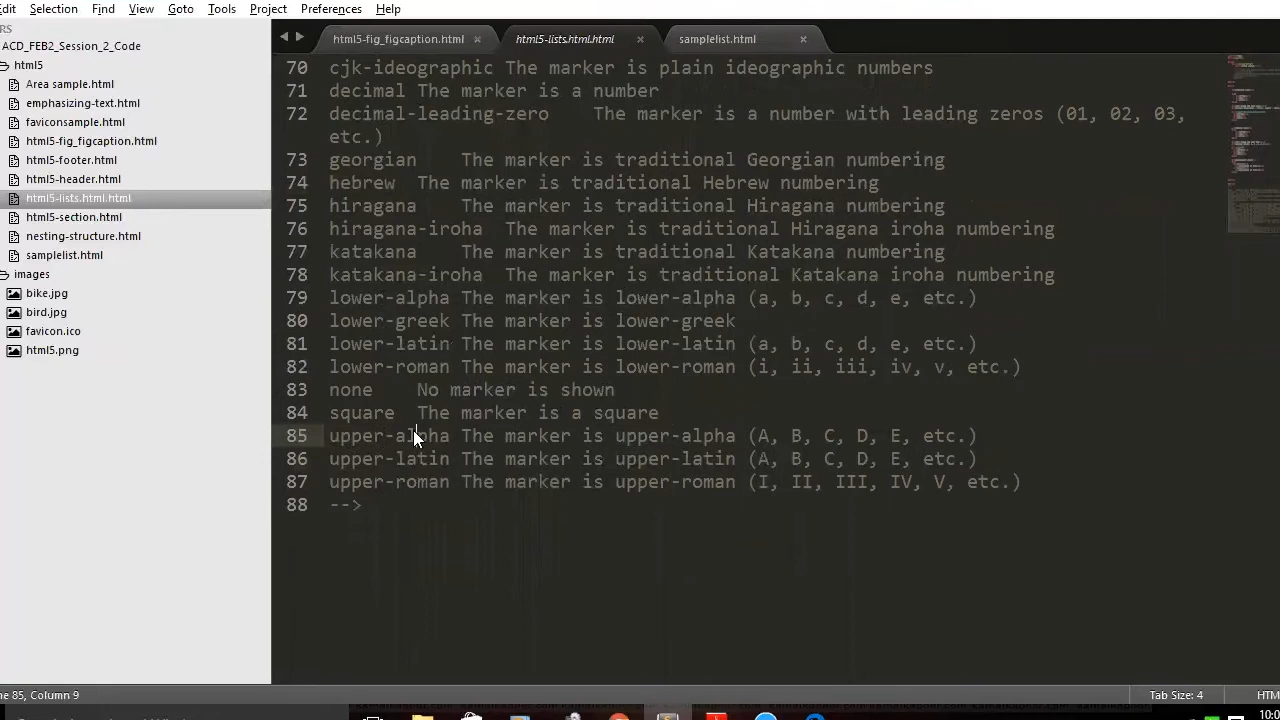 Edit Selection Find View Goto Tools Project Preferences Help
RS
ACD_FEB2_Session_2_Code
html5
Area sample.html
emphasizing-text.html
faviconsample.html
html5-fig_figcaption.html
html5-footer.html
html5-header.html
html5-lists.html.html
html5-section.html
nesting-structure.html
samplelist.html
images
bike.jpg
bird.jpg
favicon.ico
html5.png
html5-fig_figcaption.html × html5-lists.html.html × samplelist.html ×
70 cjk-ideographic The marker is plain ideographic numbers
71 decimal The marker is a number
72 decimal-leading-zero The marker is a number with leading zeros (01, 02, 03,
etc.)
73 georgian The marker is traditional Georgian numbering
74 hebrew The marker is traditional Hebrew numbering
75 hiragana The marker is traditional Hiragana numbering
76 hiragana-iroha The marker is traditional Hiragana iroha numbering
77 katakana The marker is traditional Katakana numbering
78 katakana-iroha The marker is traditional Katakana iroha numbering
79 lower-alpha The marker is lower-alpha (a, b, c, d, e, etc.)
80 lower-greek The marker is lower-greek
81 lower-latin The marker is lower-latin (a, b, c, d, e, etc.)
82 lower-roman The marker is lower-roman (i, ii, iii, iv, v, etc.)
83 none No marker is shown
84 square The marker is a square
85 upper-alpha The marker is upper-alpha (A, B, C, D, E, etc.)
86 upper-latin The marker is upper-latin (A, B, C, D, E, etc.)
87 upper-roman The marker is upper-roman (I, II, III, IV, V, etc.)
88 -->
ne 85, Column 9
Tab Size: 4
HTM
10:0